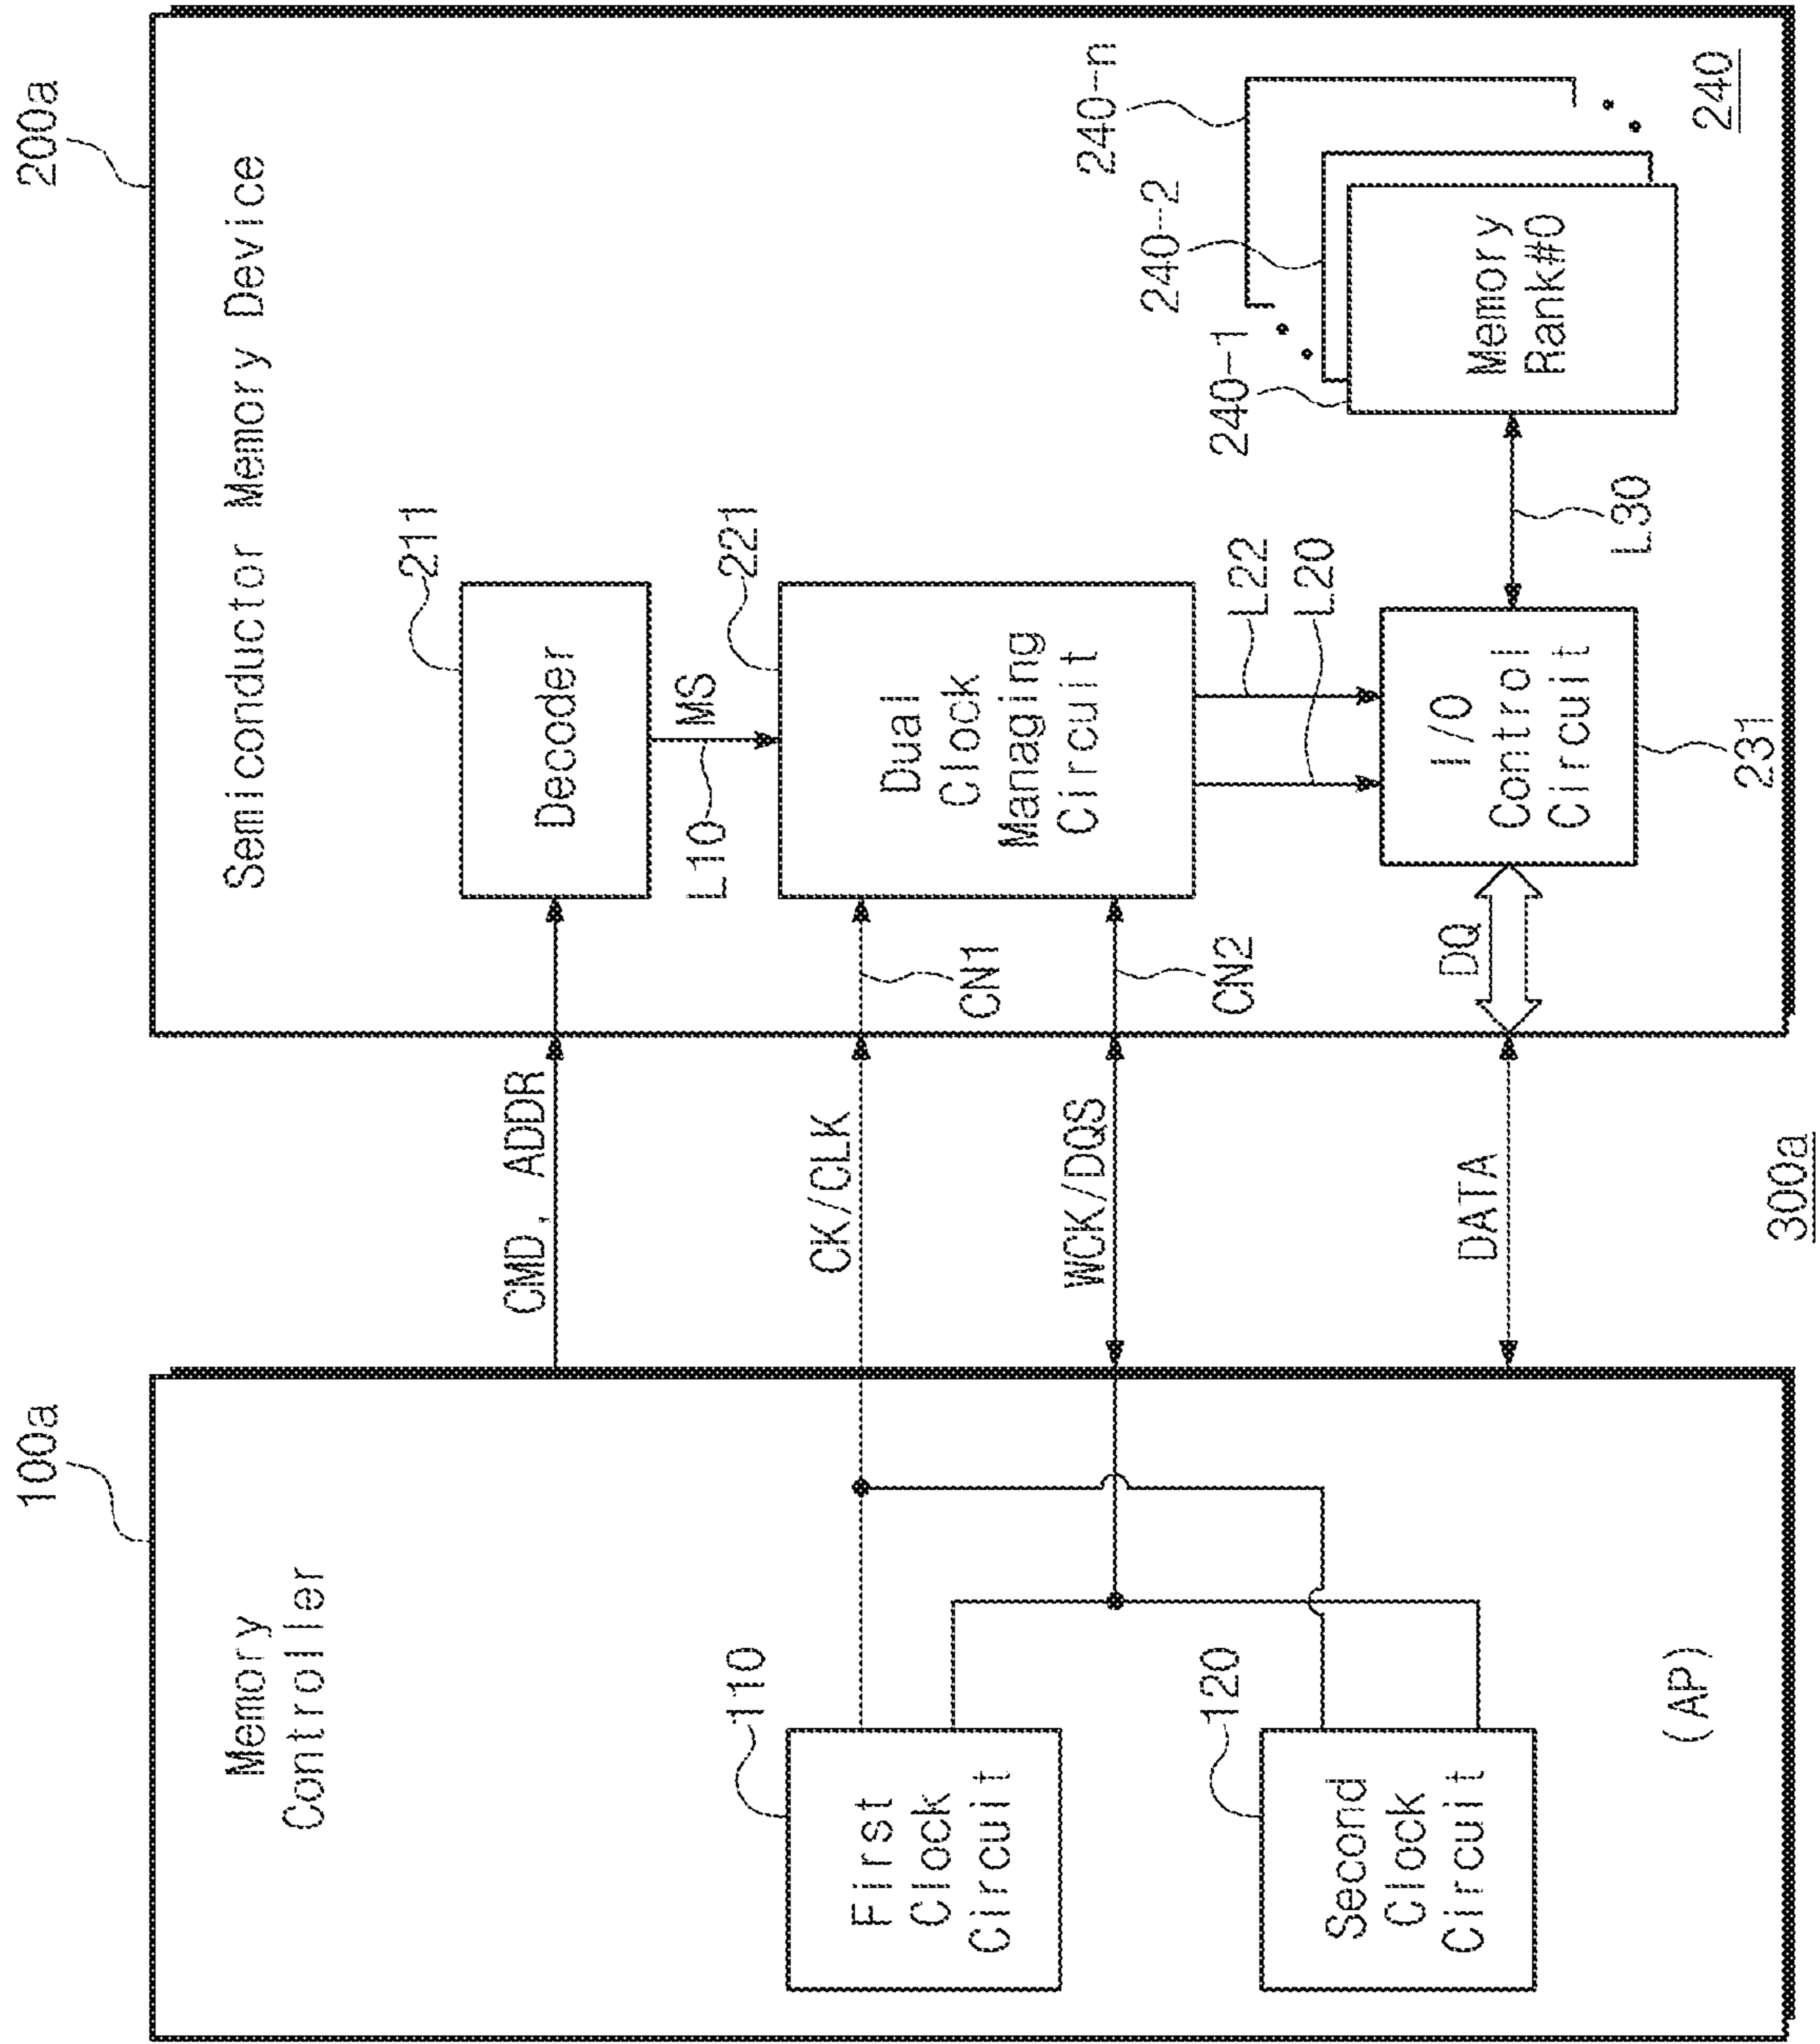 100a
200a
Memory
Controller
Semiconductor Memory Device
CMD, ADDR
Decoder
211
L10
MS
110
First
Clock
Circuit
CK/CLK
CN1
221
Dual
Clock
Managing
Circuit
WCK/DQS
CN2
120
Second
Clock
Circuit
L22
L20
240-n
240-2
240-1
DATA
DQ
I/O
Control
Circuit
231
L30
Memory
Rank#0
(AP)
240
300a